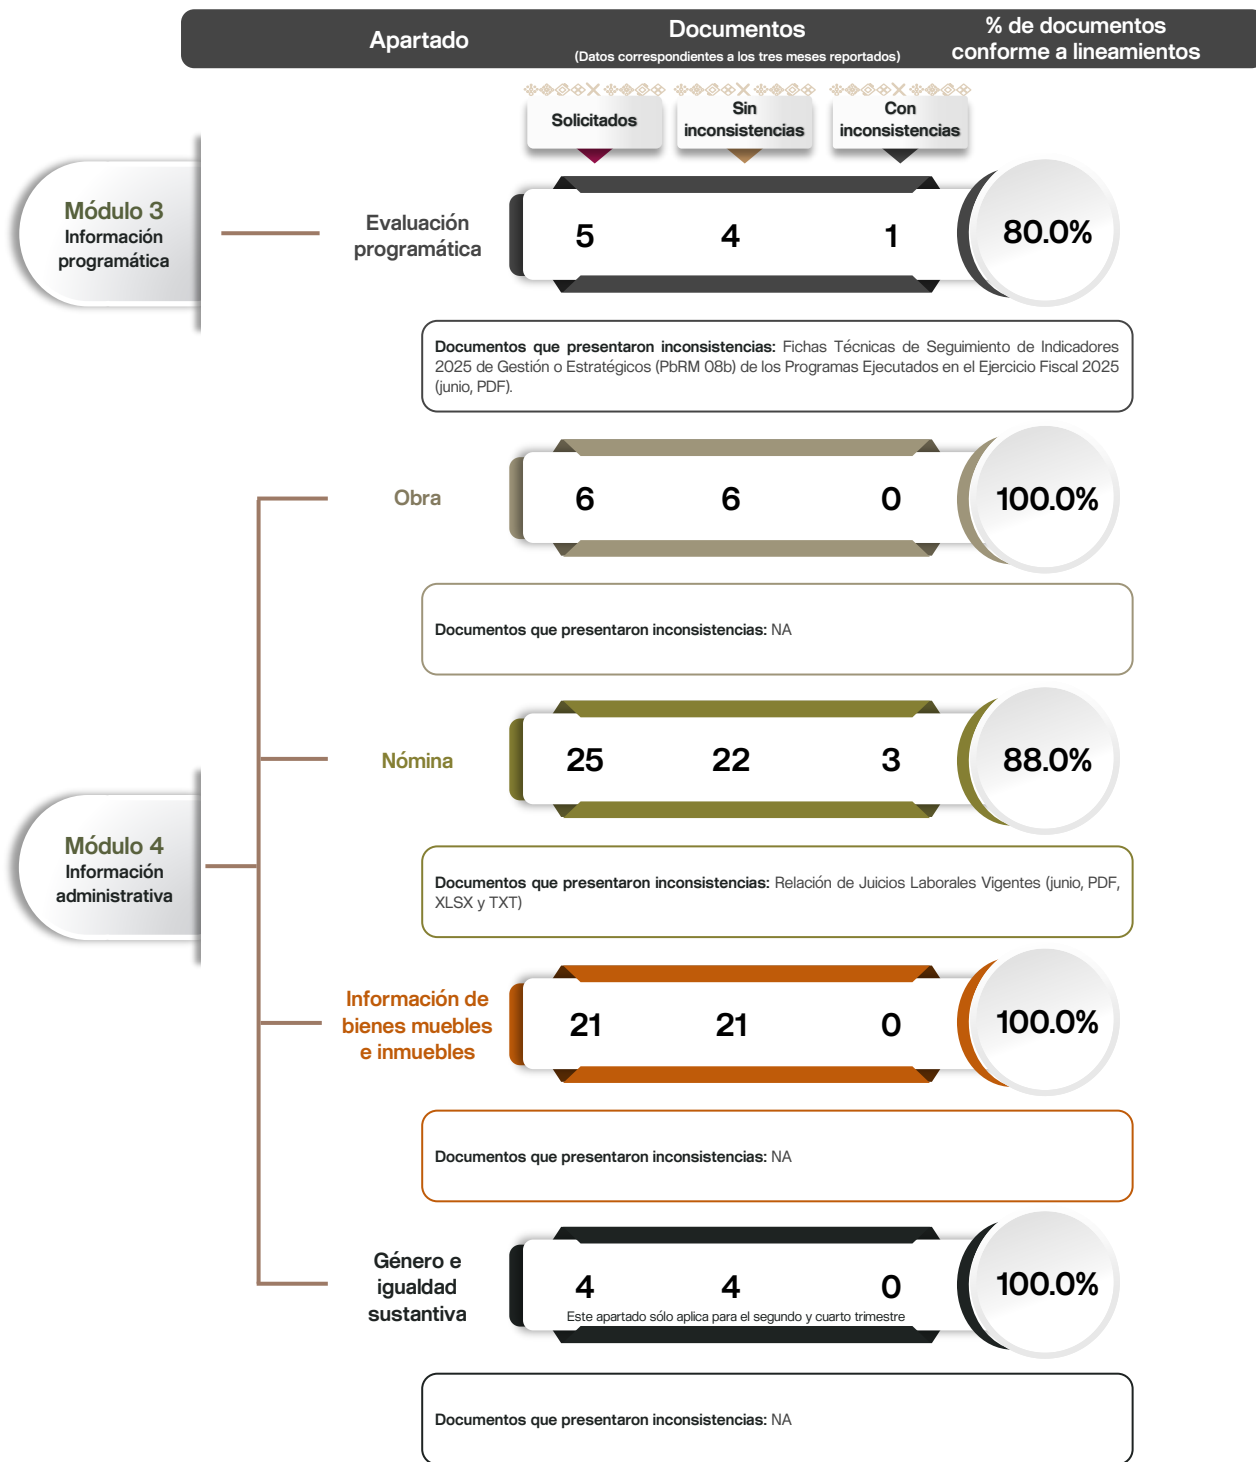 Apartado
Documentos
(Datos correspondientes a los tres meses reportados)
% de documentos
conforme a lineamientos
Solicitados
Sin
inconsistencias
Con
inconsistencias
Módulo 3
Información
programática
Evaluación
programática
5 4 1 80.0%
Documentos que presentaron inconsistencias: Fichas Técnicas de Seguimiento de Indicadores
2025 de Gestión o Estratégicos (PbRM 08b) de los Programas Ejecutados en el Ejercicio Fiscal 2025
(junio, PDF).
Módulo 4
Información
administrativa
Obra
6 6 0 100.0%
Documentos que presentaron inconsistencias: NA
Nómina
25 22 3 88.0%
Documentos que presentaron inconsistencias: Relación de Juicios Laborales Vigentes (junio, PDF,
XLSX y TXT)
Información de
bienes muebles
e inmuebles
21 21 0 100.0%
Documentos que presentaron inconsistencias: NA
Género e
igualdad
sustantiva
4 4 0 100.0%
Este apartado sólo aplica para el segundo y cuarto trimestre
Documentos que presentaron inconsistencias: NA